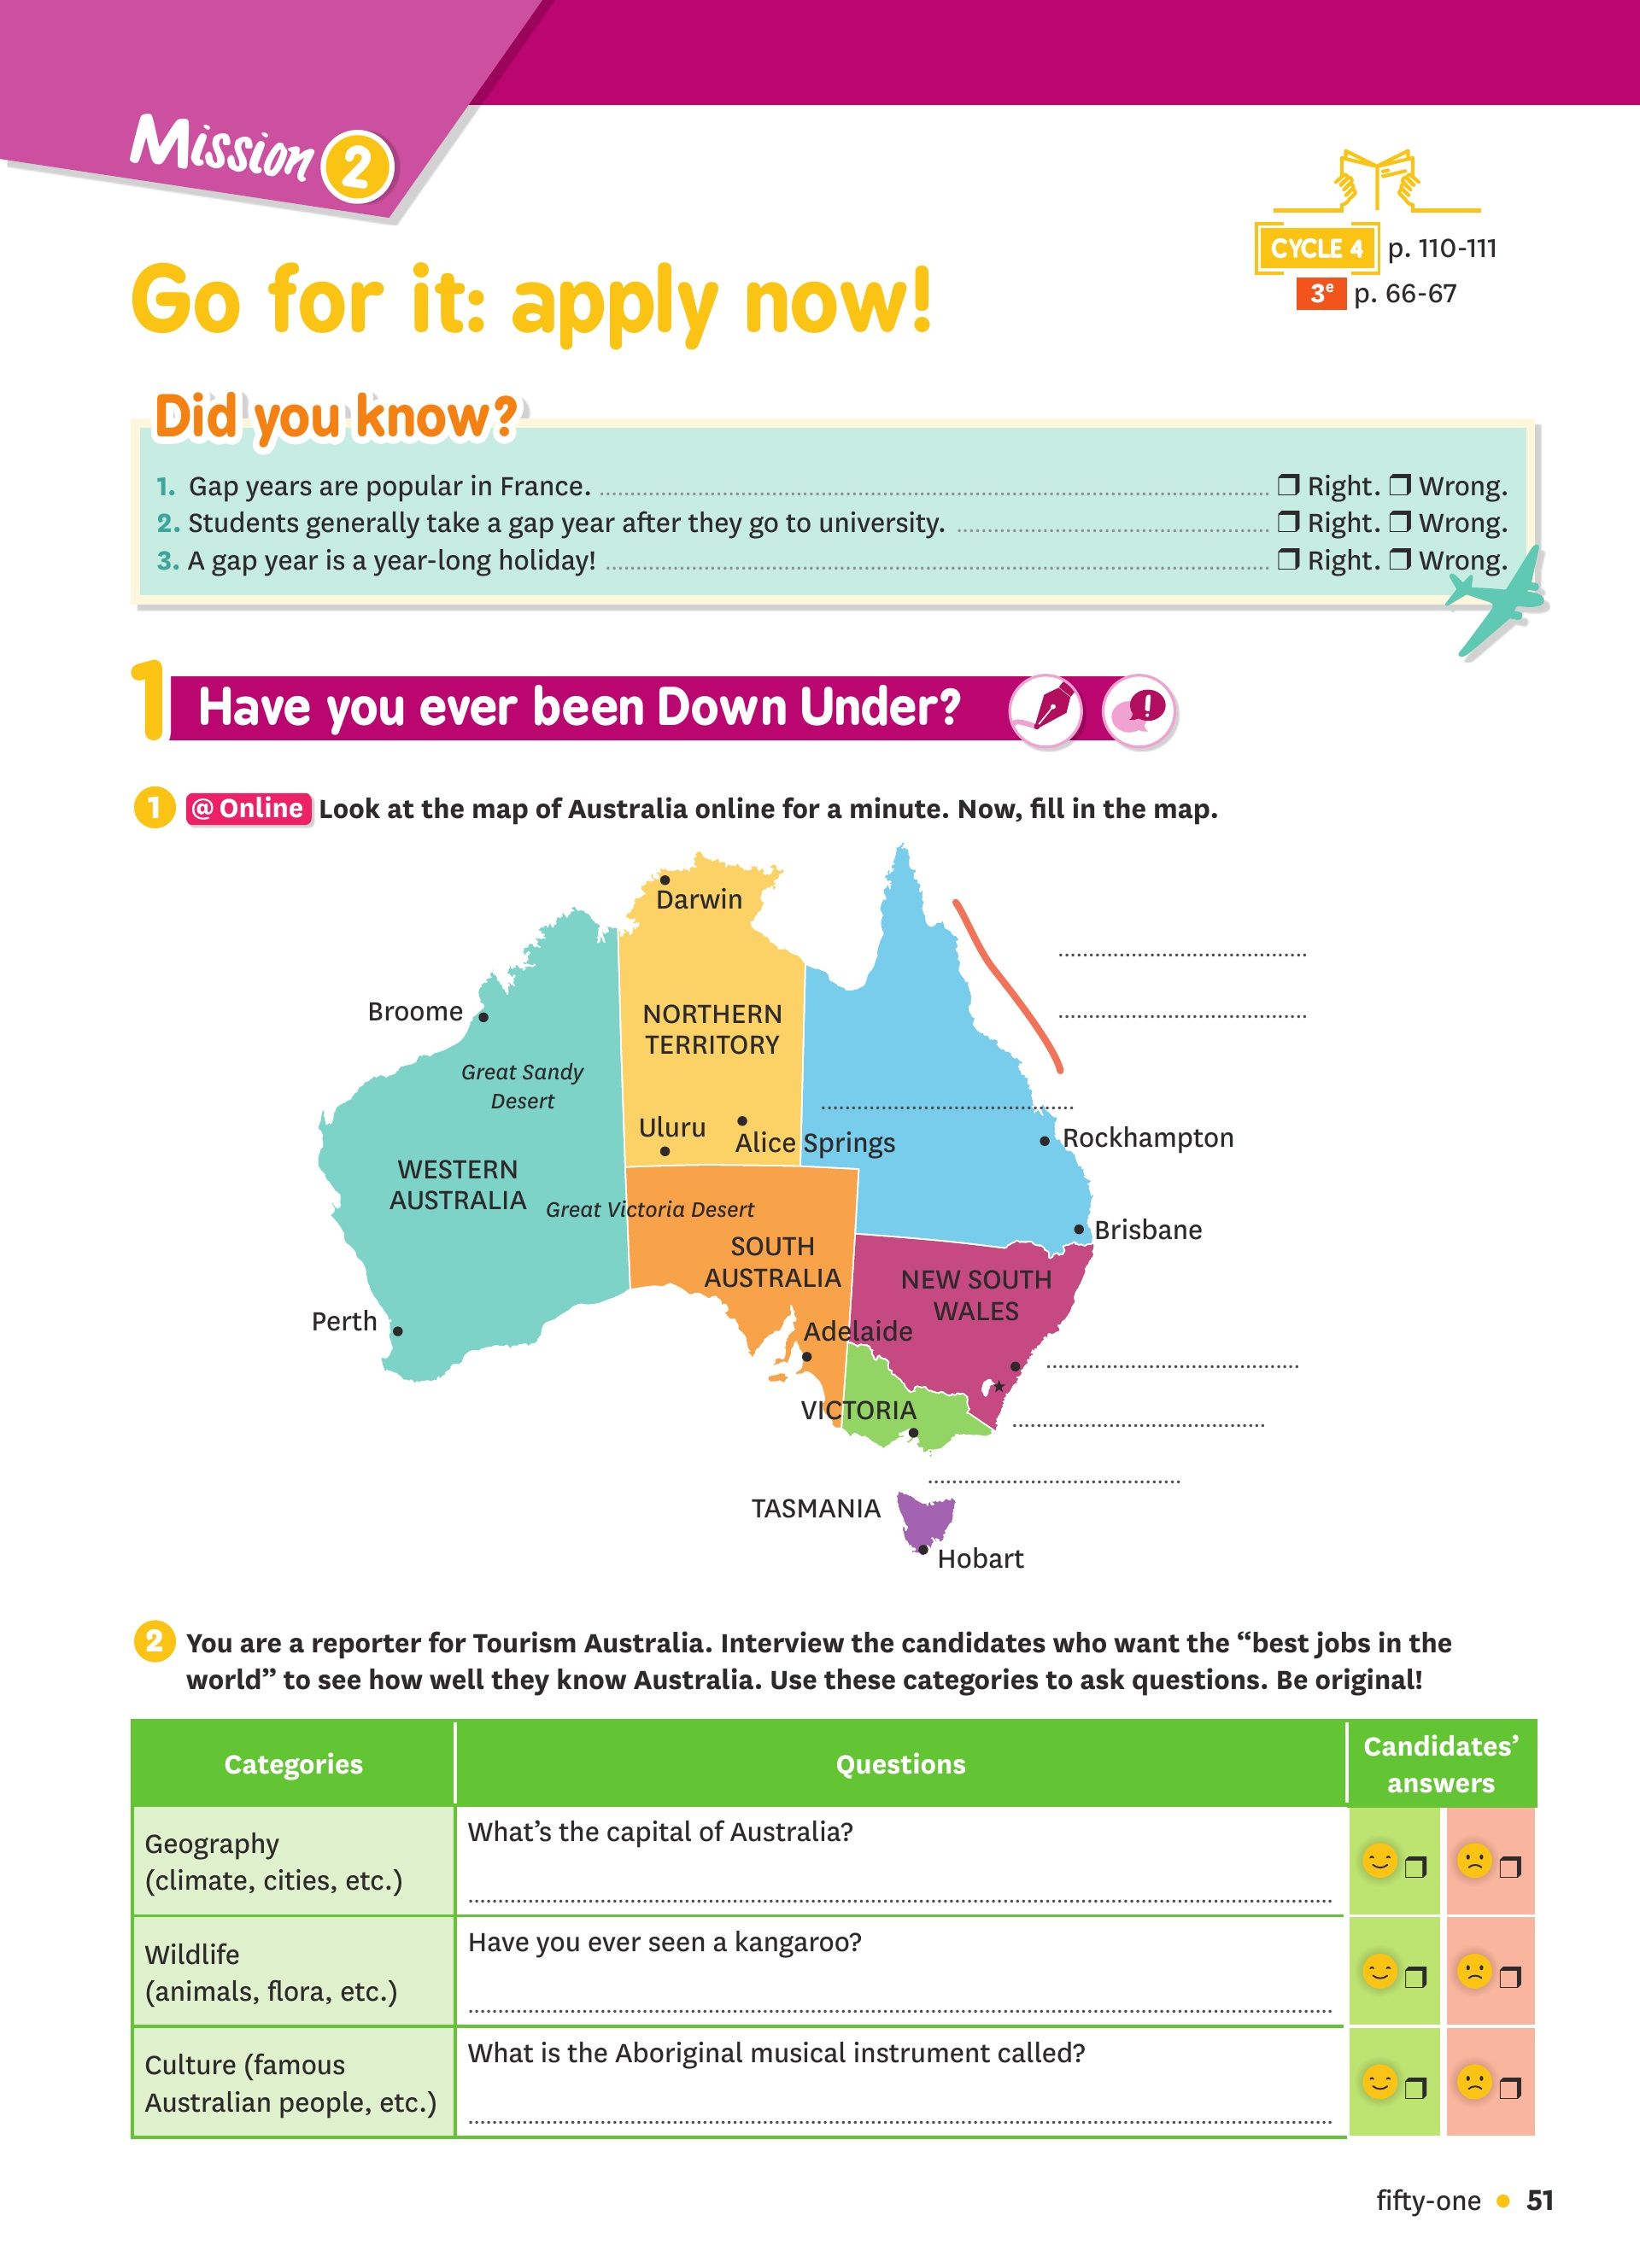 Mission 2
CYCLE 4 p. 110-111
3e p. 66-67
Go for it: apply now!
Did you know?
1. Gap years are popular in France. ❒ Right. ❒ Wrong.
2. Students generally take a gap year after they go to university. ❒ Right. ❒ Wrong.
3. A gap year is a year-long holiday! ❒ Right. ❒ Wrong.
1 Have you ever been Down Under?
1 @ Online Look at the map of Australia online for a minute. Now, fill in the map.
Darwin
Broome
NORTHERN
TERRITORY
Great Sandy
Desert
Uluru
Alice Springs
Rockhampton
WESTERN
AUSTRALIA
Great Victoria Desert
Brisbane
SOUTH
AUSTRALIA
NEW SOUTH
WALES
Perth
Adelaide
VICTORIA
TASMANIA
Hobart
2 You are a reporter for Tourism Australia. Interview the candidates who want the “best jobs in the
world” to see how well they know Australia. Use these categories to ask questions. Be original!
Categories
Questions
Candidates’
answers
Geography
(climate, cities, etc.)
What’s the capital of Australia?
Wildlife
(animals, flora, etc.)
Have you ever seen a kangaroo?
Culture (famous
Australian people, etc.)
What is the Aboriginal musical instrument called?
fifty-one • 51